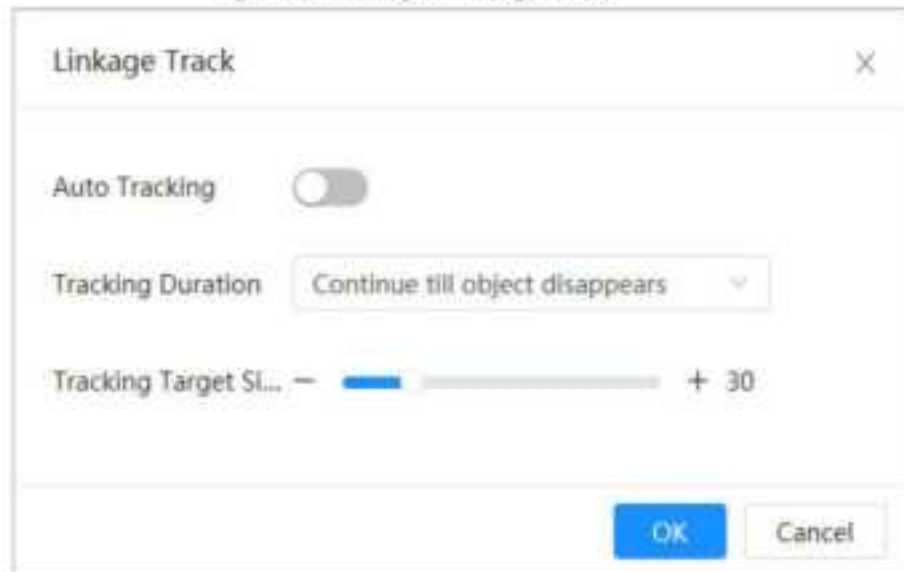 Linkage Track
Auto Tracking
Tracking Duration Continue till object disappears
Tracking Target Si... − + 30
OK Cancel